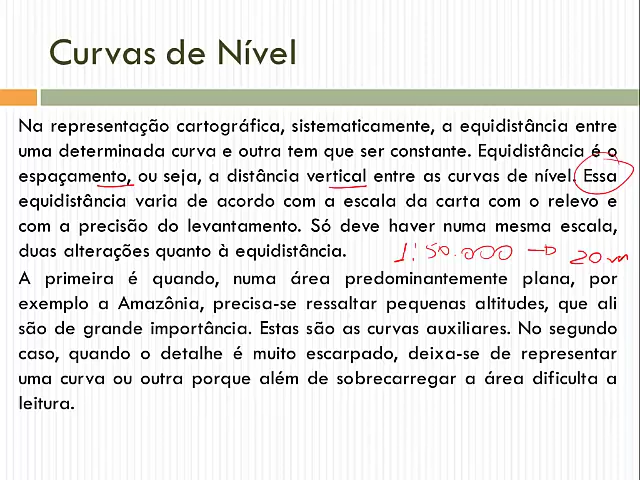 Curvas de Nível
Na representação cartográfica, sistematicamente, a equidistância entre
uma determinada curva e outra tem que ser constante. Equidistância é o
espaçamento, ou seja, a distância vertical entre as curvas de nível. Essa
equidistância varia de acordo com a escala da carta com o relevo e
com a precisão do levantamento. Só deve haver numa mesma escala,
duas alterações quanto à equidistância.
1:50.000 → 20m
A primeira é quando, numa área predominantemente plana, por
exemplo a Amazônia, precisa-se ressaltar pequenas altitudes, que ali
são de grande importância. Estas são as curvas auxiliares. No segundo
caso, quando o detalhe é muito escarpado, deixa-se de representar
uma curva ou outra porque além de sobrecarregar a área dificulta a
leitura.